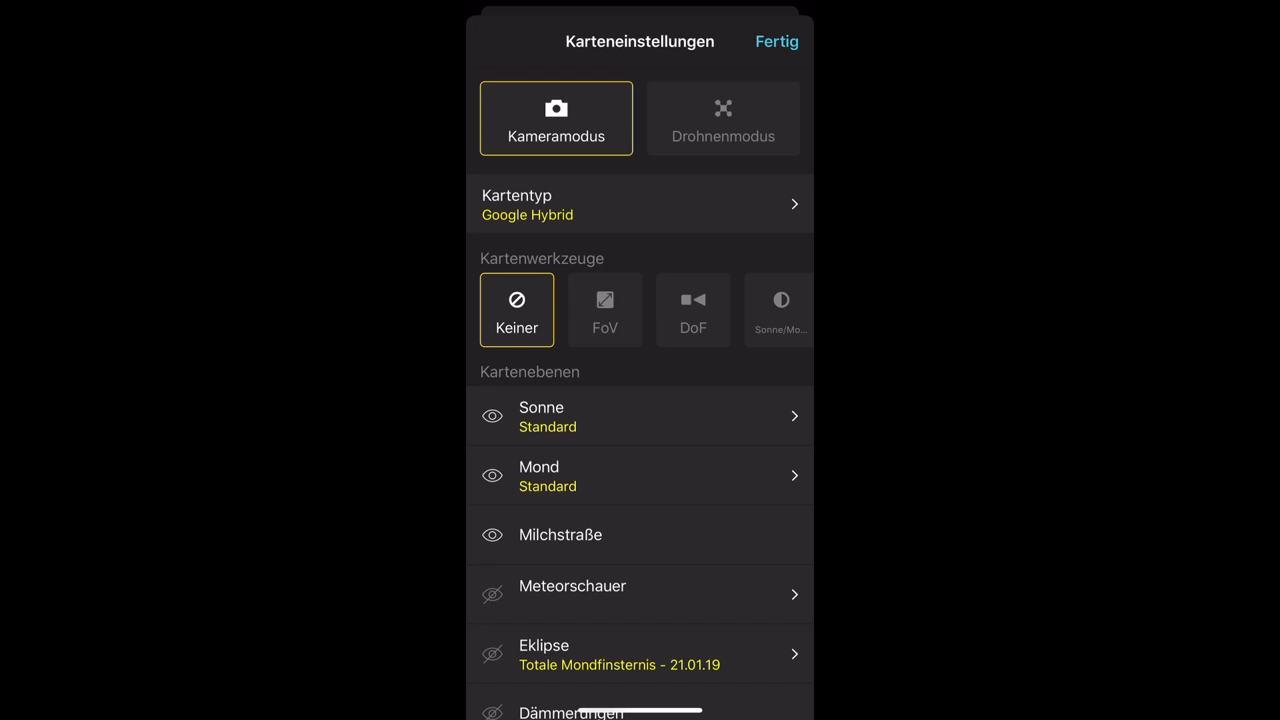 Karteneinstellungen
Fertig
Kameramodus
Drohnenmodus
Kartentyp
Google Hybrid
Kartenwerkzeuge
Keiner
FoV
DoF
Sonne/Mo...
Kartenebenen
Sonne
Standard
Mond
Standard
Milchstraße
Meteorschauer
Eklipse
Totale Mondfinsternis - 21.01.19
Dämmerungen